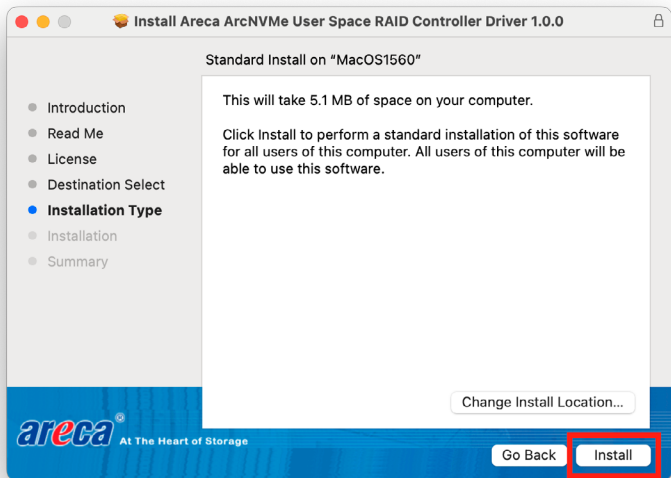 Install Areca ArcNVMe User Space RAID Controller Driver 1.0.0
Standard Install on “MacOS1560”
Introduction
Read Me
License
Destination Select
Installation Type
Installation
Summary
This will take 5.1 MB of space on your computer.
Click Install to perform a standard installation of this software
for all users of this computer. All users of this computer will be
able to use this software.
Change Install Location...
areca® At The Heart of Storage
Go Back
Install